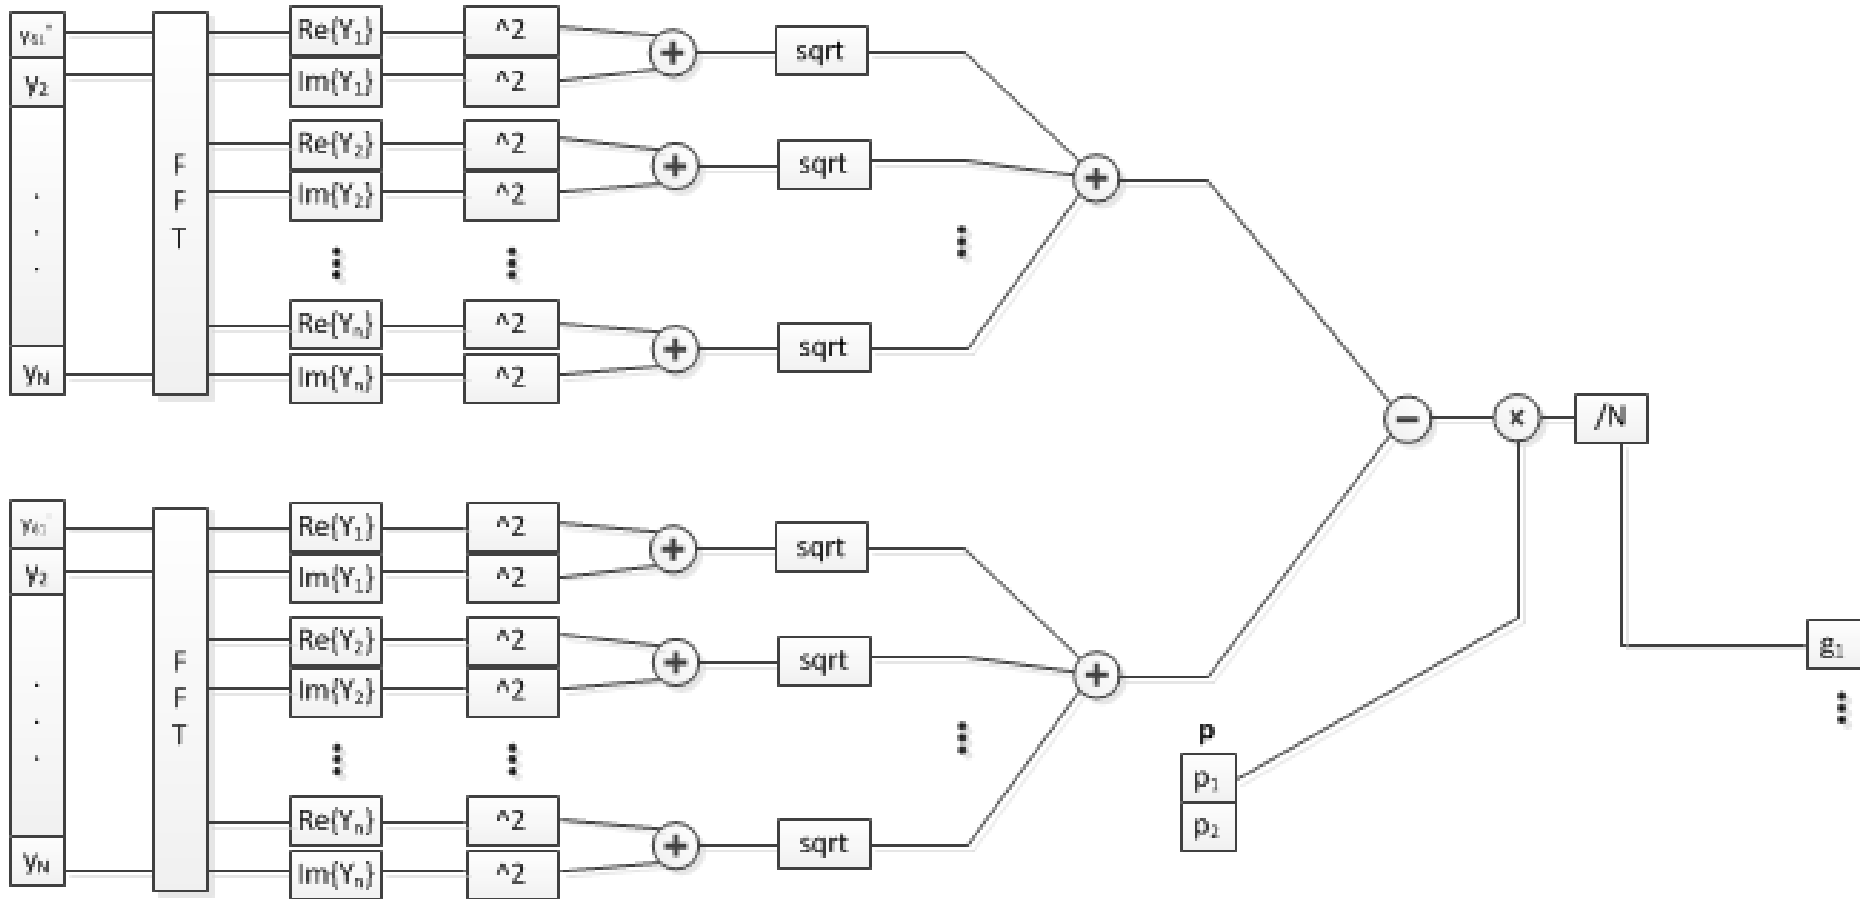 Re{Y₁} ^2
y₂ Im{Y₁} ^2 + sqrt
Re{Y₂} ^2
F F T
Im{Y₂} ^2 + sqrt +
Re{Yₙ} ^2
yN Im{Yₙ} ^2 + sqrt
− x /N
Re{Y₁} ^2
y₂ Im{Y₁} ^2 + sqrt
g₁
Re{Y₂} ^2
F F T
Im{Y₂} ^2 + sqrt +
p
p₁
p₂
Re{Yₙ} ^2
yN Im{Yₙ} ^2 + sqrt